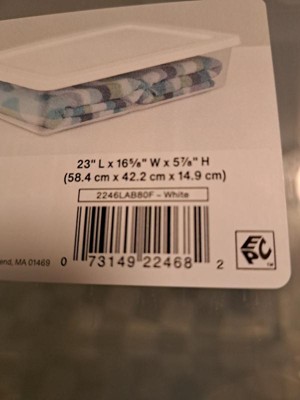 23" L x 16⅝" W x 5⅞" H
(58.4 cm x 42.2 cm x 14.9 cm)
2246LAB80F - White
end, MA 01469
0 73149 22468 2
EPC